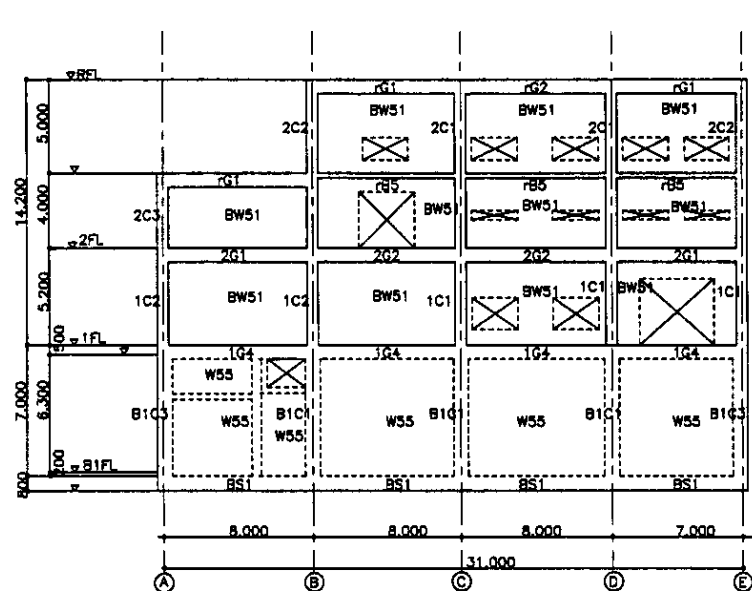 RFL
rG1 rG2 rG1
BW51 BW51 BW51
2C2 2C1 2C1 2C2
5.000
rG1 rB5 rB5 rB5
2C3 BW51 BW51 BW51 BW51
4.000
14.200
2FL
2G1 2G2 2G2 2G1
1C2 BW51 1C2 BW51 1C1 BW51 1C1 BW51 1C1
5.200
1FL
500
1G4 1G4 1G4 1G4
W55
7.000
6.300
B1C3 W55 B1C1 W55 W55 B1C1 W55 B1C1 W55 B1C3
200
B1FL
800
BS1 BS1 BS1 BS1
8.000 8.000 8.000 7.000
31.000
A B C D E